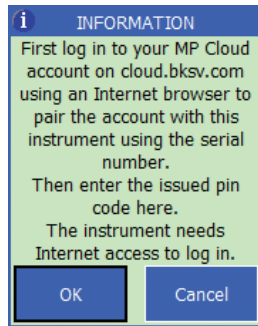 i INFORMATION
First log in to your MP Cloud
account on cloud.bksv.com
using an Internet browser to
pair the account with this
instrument using the serial
number.
Then enter the issued pin
code here.
The instrument needs
Internet access to log in.
OK Cancel